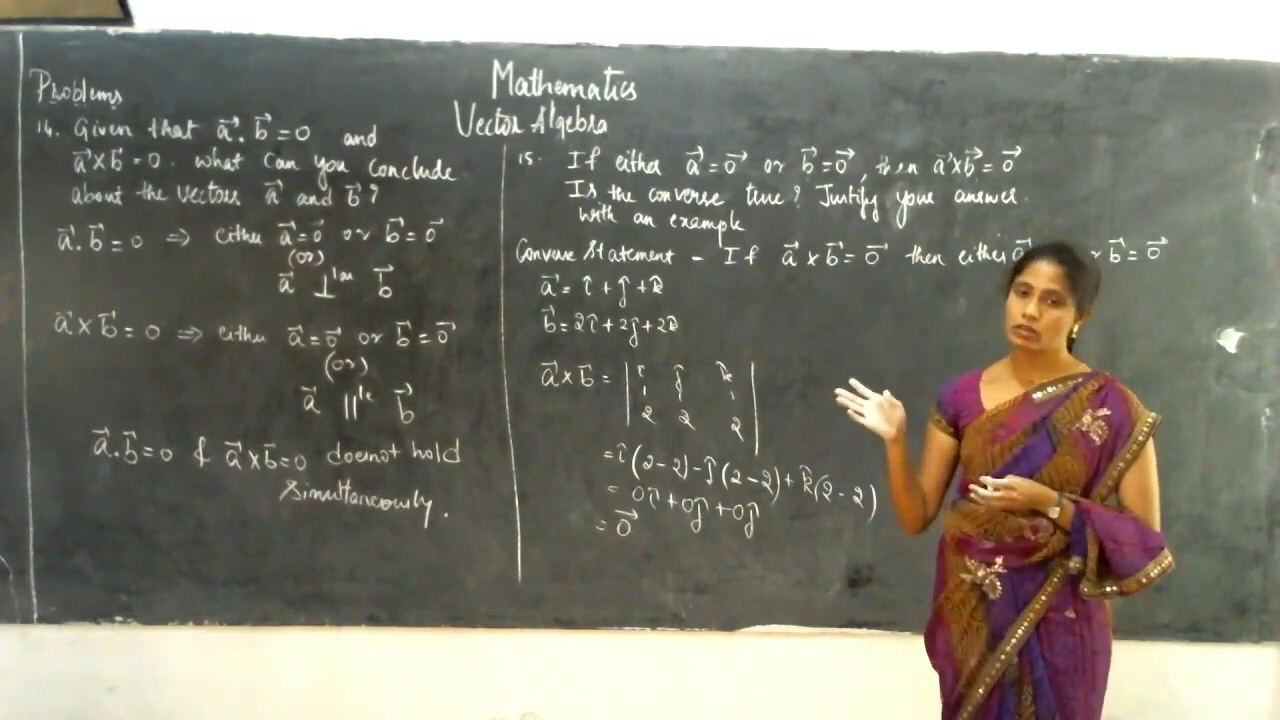 Mathematics
Vector Algebra
Problems
14. Given that a⃗ . b⃗ = 0 and
a⃗ × b⃗ = 0. What can you conclude
about the vectors a⃗ and b⃗ ?
a⃗ . b⃗ = 0 ⇒ either a⃗ = 0⃗ or b⃗ = 0⃗
(or)
a⃗ ⊥lar b⃗
a⃗ × b⃗ = 0 ⇒ either a⃗ = 0⃗ or b⃗ = 0⃗
(or)
a⃗ ||le b⃗
a⃗ . b⃗ = 0 & a⃗ × b⃗ = 0 doesnot hold
simultaneously.
15. If either a⃗ = 0⃗ or b⃗ = 0⃗, then a⃗ × b⃗ = 0⃗
Is the converse true? Justify your answer.
with an example
Converse Statement - If a⃗ × b⃗ = 0⃗ then either a⃗ b⃗ = 0⃗
a⃗ = î + ĵ + k̂
b⃗ = 2î + 2ĵ + 2k̂
a⃗ × b⃗ = | î ĵ k̂ |
1 1 1
2 2 2
= î(2-2) - ĵ(2-2) + k̂(2-2)
= 0î + 0ĵ + 0ĵ
= 0⃗